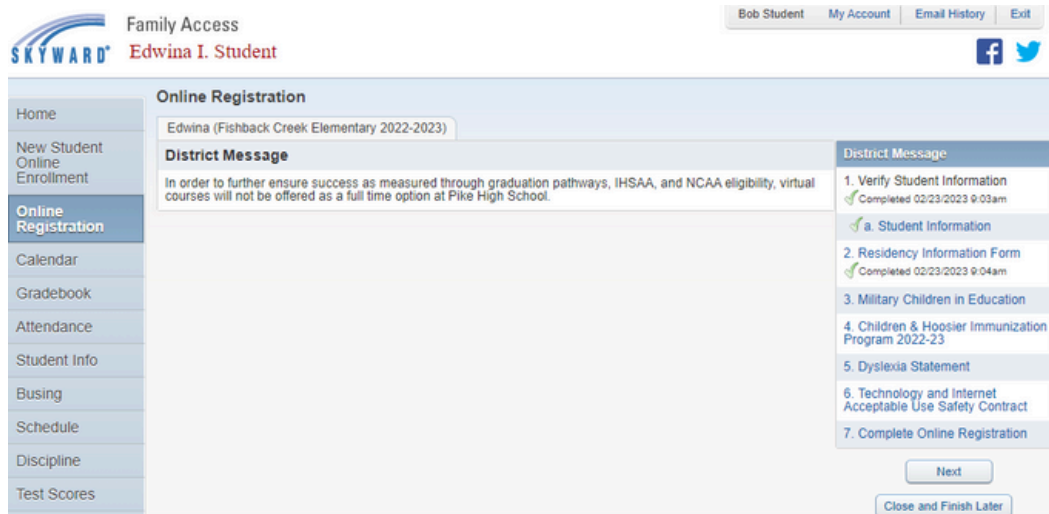 Family Access
SKYWARD®
Edwina I. Student
Bob Student
My Account
Email History
Exit
Home
New Student
Online
Enrollment
Online
Registration
Calendar
Gradebook
Attendance
Student Info
Busing
Schedule
Discipline
Test Scores
Online Registration
Edwina (Fishback Creek Elementary 2022-2023)
District Message
In order to further ensure success as measured through graduation pathways, IHSAA, and NCAA eligibility, virtual
courses will not be offered as a full time option at Pike High School.
District Message
1. Verify Student Information
Completed 02/23/2023 9:03am
a. Student Information
2. Residency Information Form
Completed 02/23/2023 9:04am
3. Military Children in Education
4. Children & Hoosier Immunization
Program 2022-23
5. Dyslexia Statement
6. Technology and Internet
Acceptable Use Safety Contract
7. Complete Online Registration
Next
Close and Finish Later